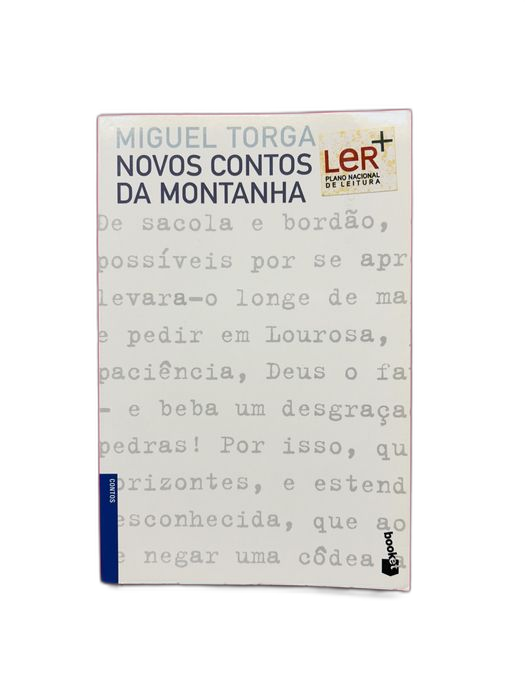 MIGUEL TORGA
NOVOS CONTOS
DA MONTANHA
LeR+
PLANO NACIONAL
DE LEITURA
De sacola e bordão,
possíveis por se apr
levara-o longe de ma
e pedir em Lourosa,
paciência, Deus o fa
- e beba um desgraça
pedras! Por isso, qu
orizontes, e estend
esconhecida, que ao
e negar uma côdea a
CONTOS
booket